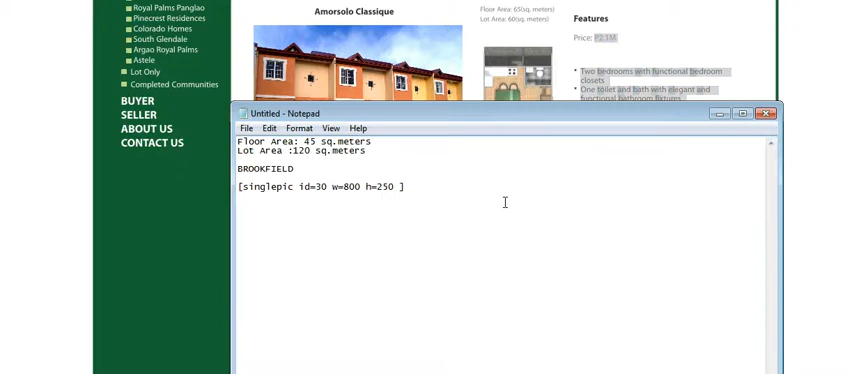 Royal Palms Panglao
Pinecrest Residences
Colorado Homes
South Glendale
Argao Royal Palms
Astele
Lot Only
Completed Communities
BUYER
SELLER
ABOUT US
CONTACT US
Amorsolo Classique
Floor Area: 65(sq. meters)
Lot Area: 60(sq. meters)
Features
Price: P2.1M
• Two bedrooms with functional bedroom
closets
• One toilet and bath with elegant and
functional bathroom fixtures
Untitled - Notepad
File Edit Format View Help
Floor Area: 45 sq.meters
Lot Area :120 sq.meters
BROOKFIELD
[singlepic id=30 w=800 h=250 ]